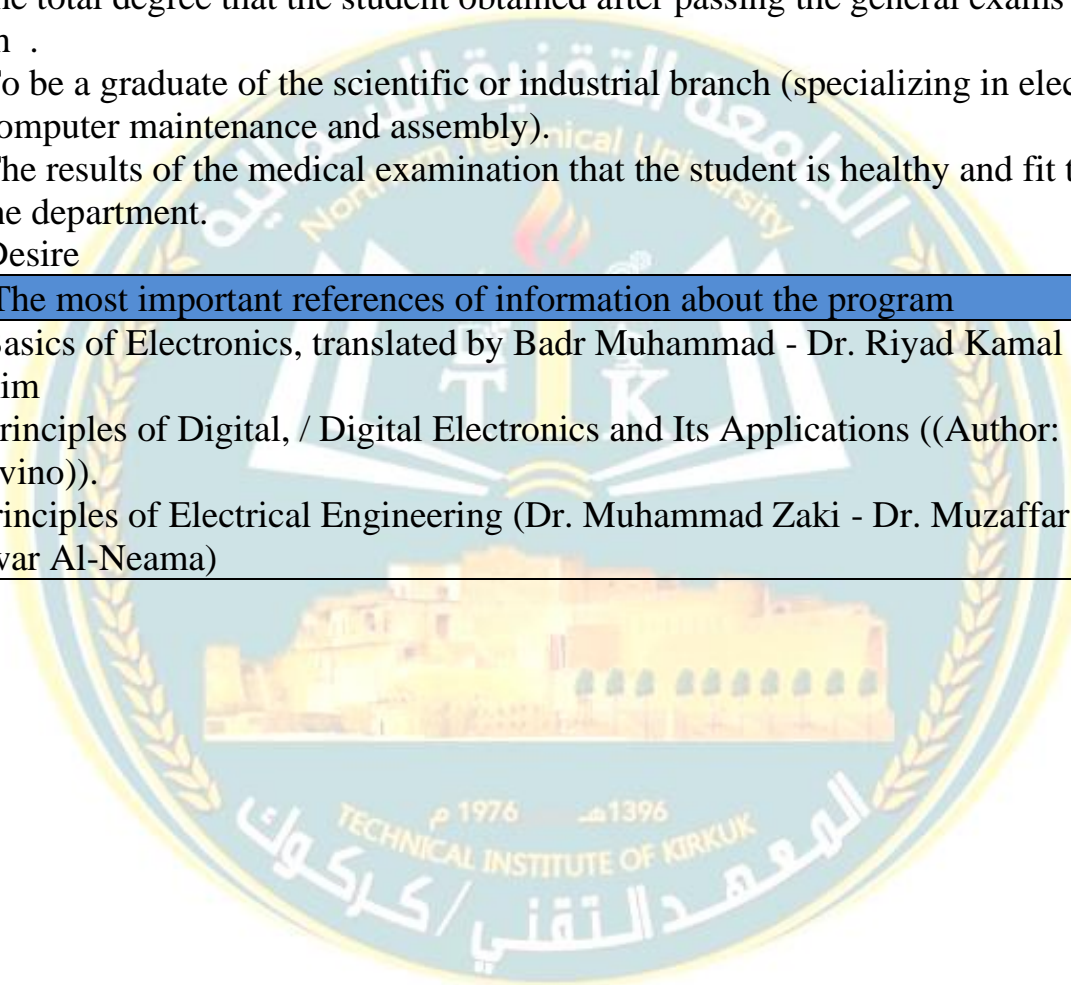 he total degree that the student obtained after passing the general exams
.
o be a graduate of the scientific or industrial branch (specializing in elec
omputer maintenance and assembly).
he results of the medical examination that the student is healthy and fit t
he department.
Desire
The most important references of information about the program
asics of Electronics, translated by Badr Muhammad - Dr. Riyad Kamal
im
rinciples of Digital, / Digital Electronics and Its Applications ((Author:
vino)).
rinciples of Electrical Engineering (Dr. Muhammad Zaki - Dr. Muzaffar
var Al-Neama)
الجامعة التقنية الشمالية
Northern Technical University
1396هـ 1976 م
TECHNICAL INSTITUTE OF KIRKUK
المعهد التقني / كركوك